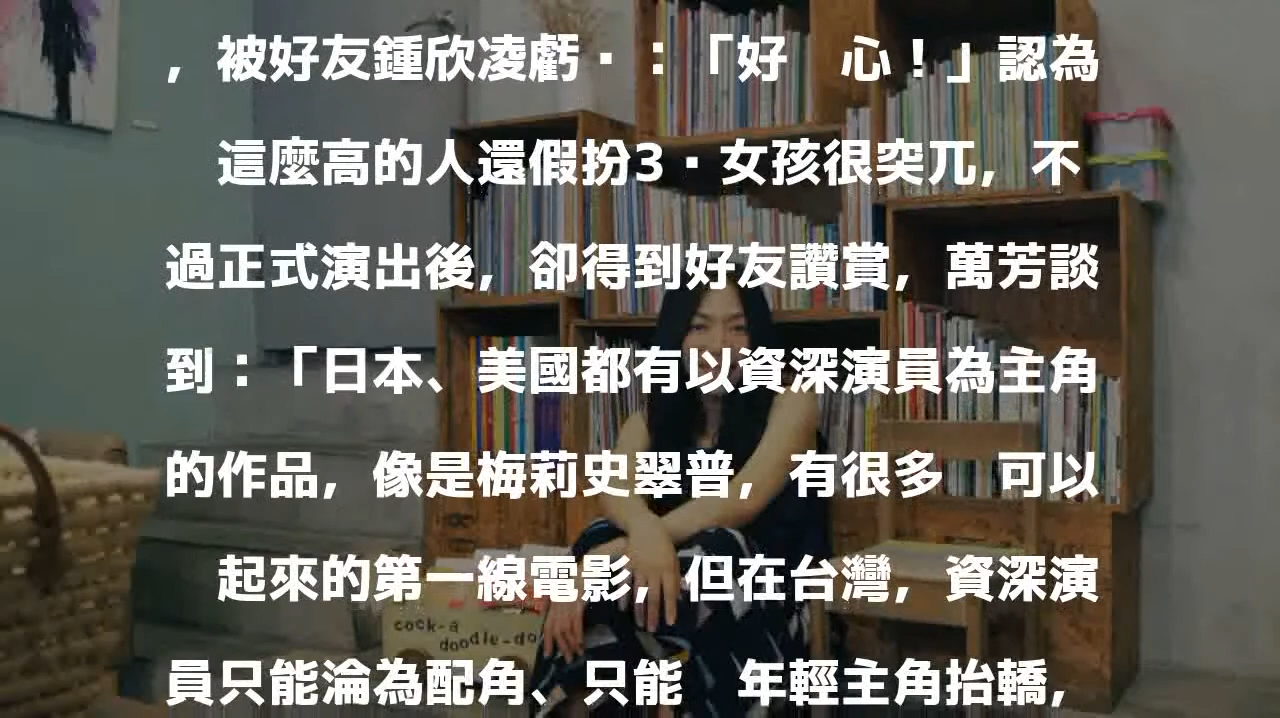 ，被好友鍾欣凌虧·：「好　心！」認為
這麼高的人還假扮3·女孩很突兀，不
過正式演出後，卻得到好友讚賞，萬芳談
到：「日本、美國都有以資深演員為主角
的作品，像是梅莉史翠普，有很多　可以
起來的第一線電影，但在台灣，資深演
員只能淪為配角、只能　年輕主角抬轎，
cock-a
doodle-do